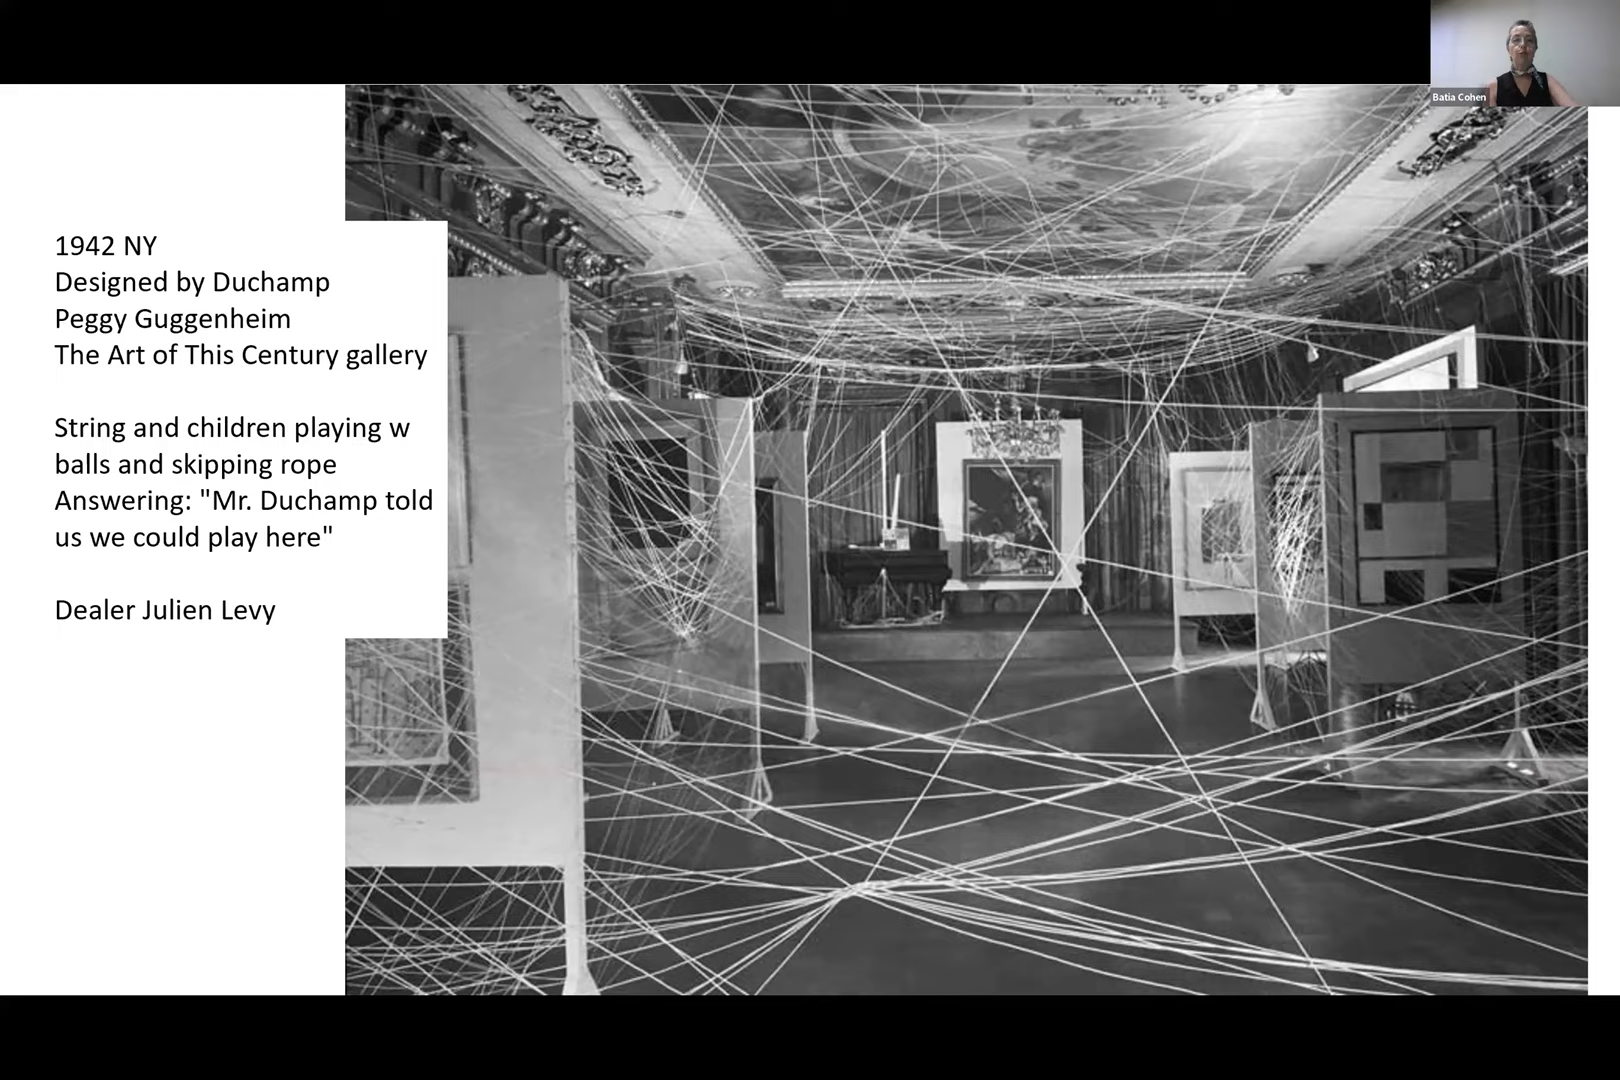 Batia Cohen
1942 NY
Designed by Duchamp
Peggy Guggenheim
The Art of This Century gallery
String and children playing w
balls and skipping rope
Answering: "Mr. Duchamp told
us we could play here"
Dealer Julien Levy